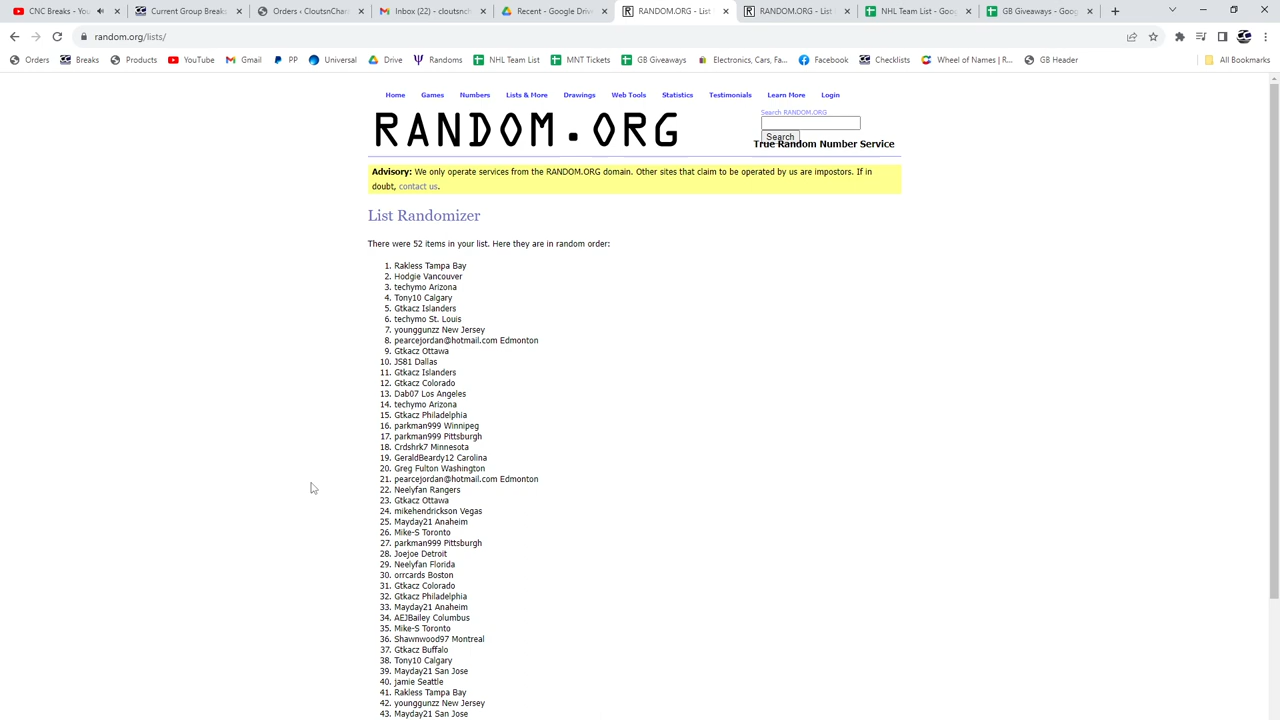 CNC Breaks - You
Current Group Breaks
Orders < CloutsnChara
Inbox (22) - cloutsnch
Recent - Google Drive
RANDOM.ORG - List
RANDOM.ORG - List
NHL Team List - Goog
GB Giveaways - Goog
random.org/lists/
Orders Breaks Products YouTube Gmail PP Universal Drive Randoms NHL Team List MNT Tickets GB Giveaways Electronics, Cars, Fa... Facebook Checklists Wheel of Names | R... GB Header All Bookmarks
Home Games Numbers Lists & More Drawings Web Tools Statistics Testimonials Learn More Login
RANDOM.ORG
Search RANDOM.ORG
Search
True Random Number Service
Advisory: We only operate services from the RANDOM.ORG domain. Other sites that claim to be operated by us are impostors. If in
doubt, contact us.
List Randomizer
There were 52 items in your list. Here they are in random order:
1. Rakless Tampa Bay
2. Hodgie Vancouver
3. techymo Arizona
4. Tony10 Calgary
5. Gtkacz Islanders
6. techymo St. Louis
7. younggunzz New Jersey
8. pearcejordan@hotmail.com Edmonton
9. Gtkacz Ottawa
10. JS81 Dallas
11. Gtkacz Islanders
12. Gtkacz Colorado
13. Dab07 Los Angeles
14. techymo Arizona
15. Gtkacz Philadelphia
16. parkman999 Winnipeg
17. parkman999 Pittsburgh
18. Crdshrk7 Minnesota
19. GeraldBeardy12 Carolina
20. Greg Fulton Washington
21. pearcejordan@hotmail.com Edmonton
22. Neelyfan Rangers
23. Gtkacz Ottawa
24. mikehendrickson Vegas
25. Mayday21 Anaheim
26. Mike-S Toronto
27. parkman999 Pittsburgh
28. Joejoe Detroit
29. Neelyfan Florida
30. orrcards Boston
31. Gtkacz Colorado
32. Gtkacz Philadelphia
33. Mayday21 Anaheim
34. AEJBailey Columbus
35. Mike-S Toronto
36. Shawnwood97 Montreal
37. Gtkacz Buffalo
38. Tony10 Calgary
39. Mayday21 San Jose
40. jamie Seattle
41. Rakless Tampa Bay
42. younggunzz New Jersey
43. Mayday21 San Jose